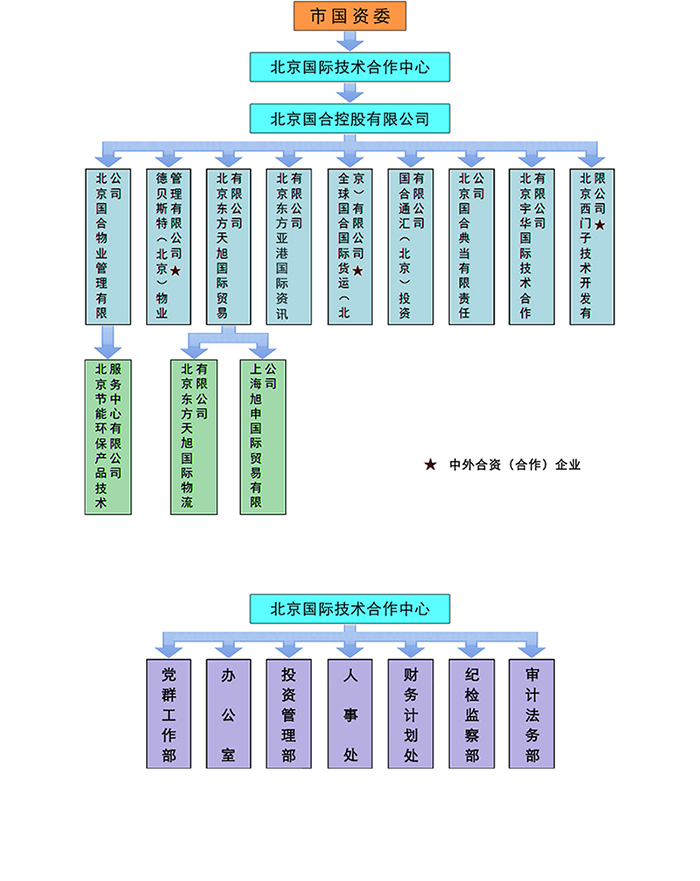 市国资委
北京国际技术合作中心
北京国合控股有限公司
北京国合物业管理有限
公司
德贝斯特（北京）物业
管理有限公司★
北京东方天旭国际贸易
有限公司
北京东方亚港国际资讯
有限公司
全球国合国际货运（北
京）有限公司★
国合通汇（北京）投资
有限公司
北京国合典当有限责任
公司
北京宇华国际技术合作
有限公司
北京西门子技术开发有
限公司★
北京节能环保产品技术
服务中心有限公司
北京东方天旭国际物流
有限公司
上海旭申国际贸易有限
公司
★ 中外合资（合作）企业
北京国际技术合作中心
党群工作部
办公室
投资管理部
人事处
财务计划处
纪检监察部
审计法务部